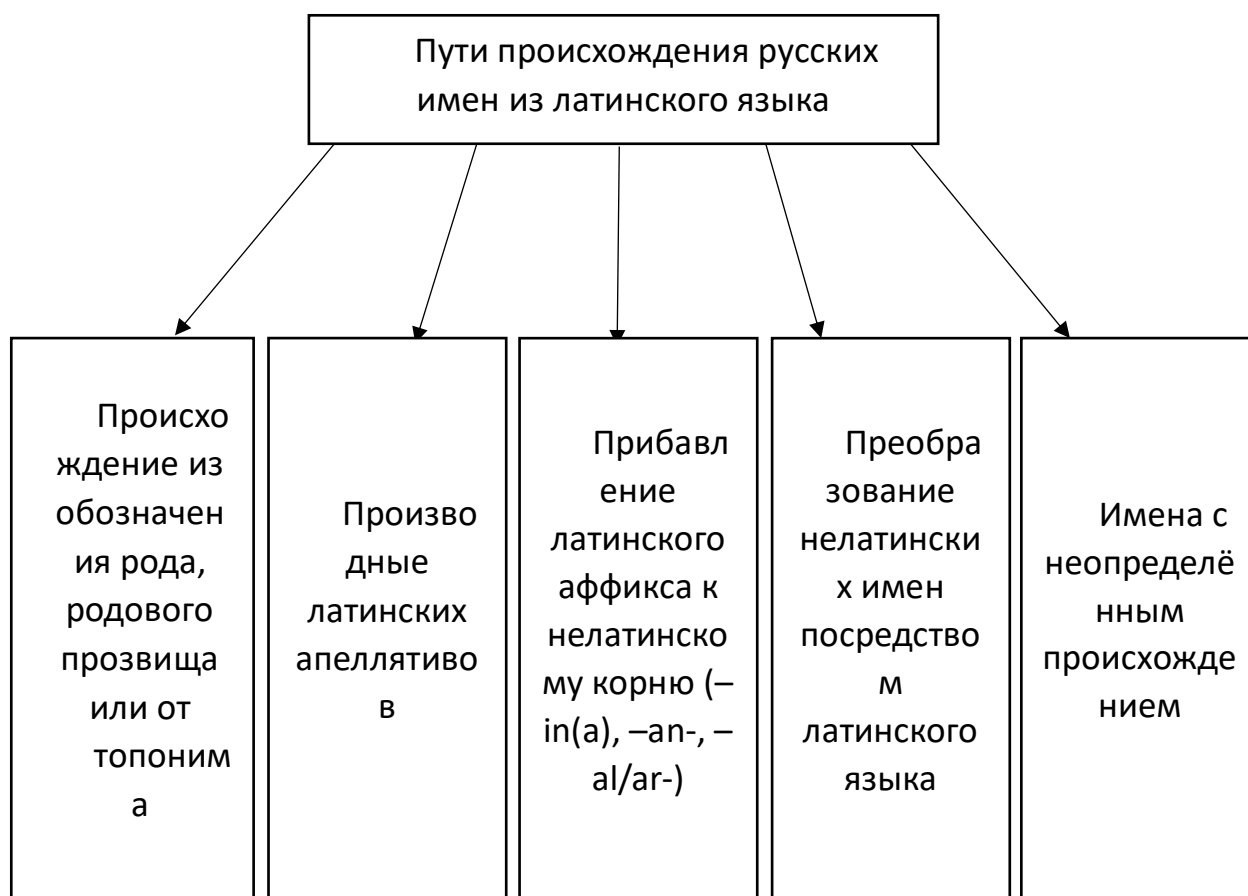 Пути происхождения русских
имен из латинского языка
Происхо
ждение из
обозначен
ия рода,
родового
прозвища
или от
топоним
а
Произво
дные
латинских
апеллятиво
в
Прибавл
ение
латинского
аффикса к
нелатинско
му корню (–
in(a), –an-, –
al/ar-)
Преобра
зование
нелатински
х имен
посредство
м
латинского
языка
Имена с
неопределё
нным
происхожде
нием